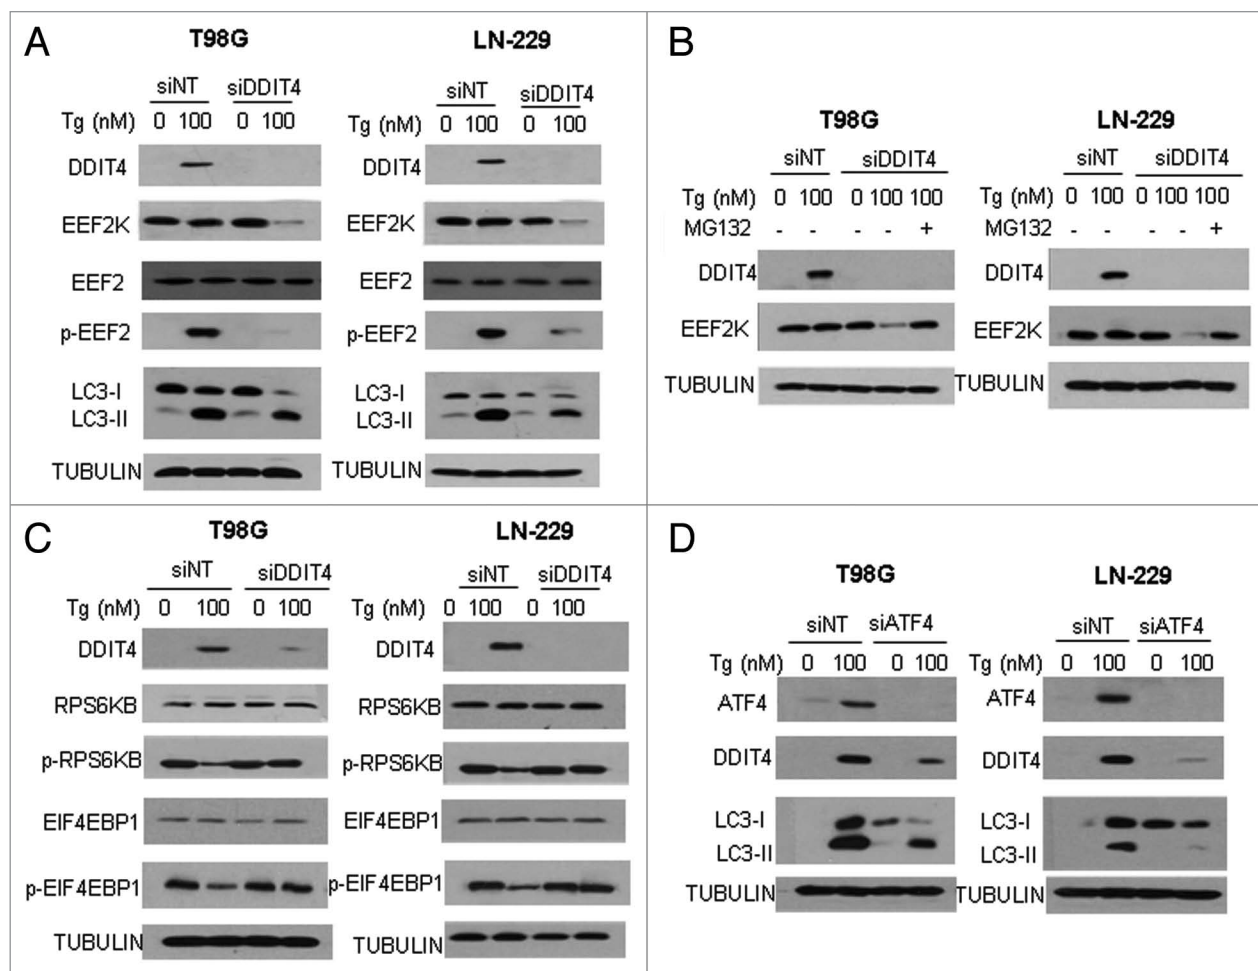 A
T98G
LN-229
siNT siDDIT4
siNT siDDIT4
Tg (nM) 0 100 0 100
Tg (nM) 0 100 0 100
DDIT4
DDIT4
EEF2K
EEF2K
EEF2
EEF2
p-EEF2
p-EEF2
LC3-I
LC3-I
LC3-II
LC3-II
TUBULIN
TUBULIN
B
T98G
LN-229
siNT siDDIT4
siNT siDDIT4
Tg (nM) 0 100 0 100 100
Tg (nM) 0 100 0 100 100
MG132 - - - - +
MG132 - - - - +
DDIT4
DDIT4
EEF2K
EEF2K
TUBULIN
TUBULIN
C
T98G
LN-229
siNT siDDIT4
siNT siDDIT4
Tg (nM) 0 100 0 100
Tg (nM) 0 100 0 100
DDIT4
DDIT4
RPS6KB
RPS6KB
p-RPS6KB
p-RPS6KB
EIF4EBP1
EIF4EBP1
p-EIF4EBP1
p-EIF4EBP1
TUBULIN
TUBULIN
D
T98G
LN-229
siNT siATF4
siNT siATF4
Tg (nM) 0 100 0 100
Tg (nM) 0 100 0 100
ATF4
ATF4
DDIT4
DDIT4
LC3-I
LC3-I
LC3-II
LC3-II
TUBULIN
TUBULIN